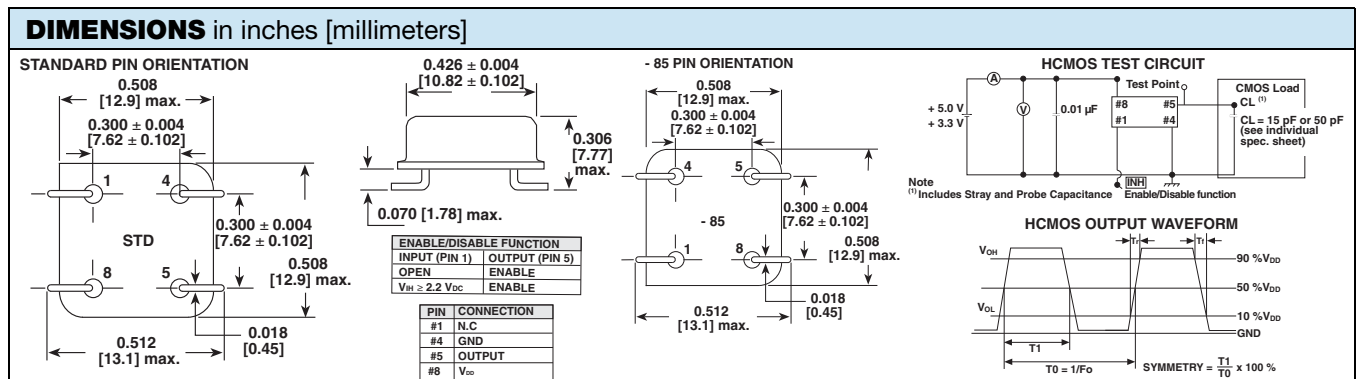 DIMENSIONS in inches [millimeters]
STANDARD PIN ORIENTATION
0.508
[12.9] max.
0.300 ± 0.004
[7.62 ± 0.102]
1
4
STD
8
5
0.300 ± 0.004
[7.62 ± 0.102]
0.508
[12.9] max.
0.018
[0.45]
0.512
[13.1] max.
0.426 ± 0.004
[10.82 ± 0.102]
0.306
[7.77]
max.
0.070 [1.78] max.
ENABLE/DISABLE FUNCTION
INPUT (PIN 1) OUTPUT (PIN 5)
OPEN ENABLE
VIH ≥ 2.2 VDC ENABLE
PIN CONNECTION
#1 N.C
#4 GND
#5 OUTPUT
#8 VDD
- 85 PIN ORIENTATION
0.508
[12.9] max.
0.300 ± 0.004
[7.62 ± 0.102]
4
5
- 85
1
8
0.300 ± 0.004
[7.62 ± 0.102]
0.508
[12.9] max.
0.018
[0.45]
0.512
[13.1] max.
HCMOS TEST CIRCUIT
A
Test Point
CMOS Load
CL (1)
+ 5.0 V
+ 3.3 V
V
0.01 µF
#8 #5
#1 #4
CL = 15 pF or 50 pF
(see individual
spec. sheet)
Note
INH
(1) Includes Stray and Probe Capacitance
Enable/Disable function
HCMOS OUTPUT WAVEFORM
Tr
Tf
VOH
90 %VDD
50 %VDD
VOL
10 %VDD
GND
T1
T0 = 1/Fo
SYMMETRY = T1/T0 x 100 %